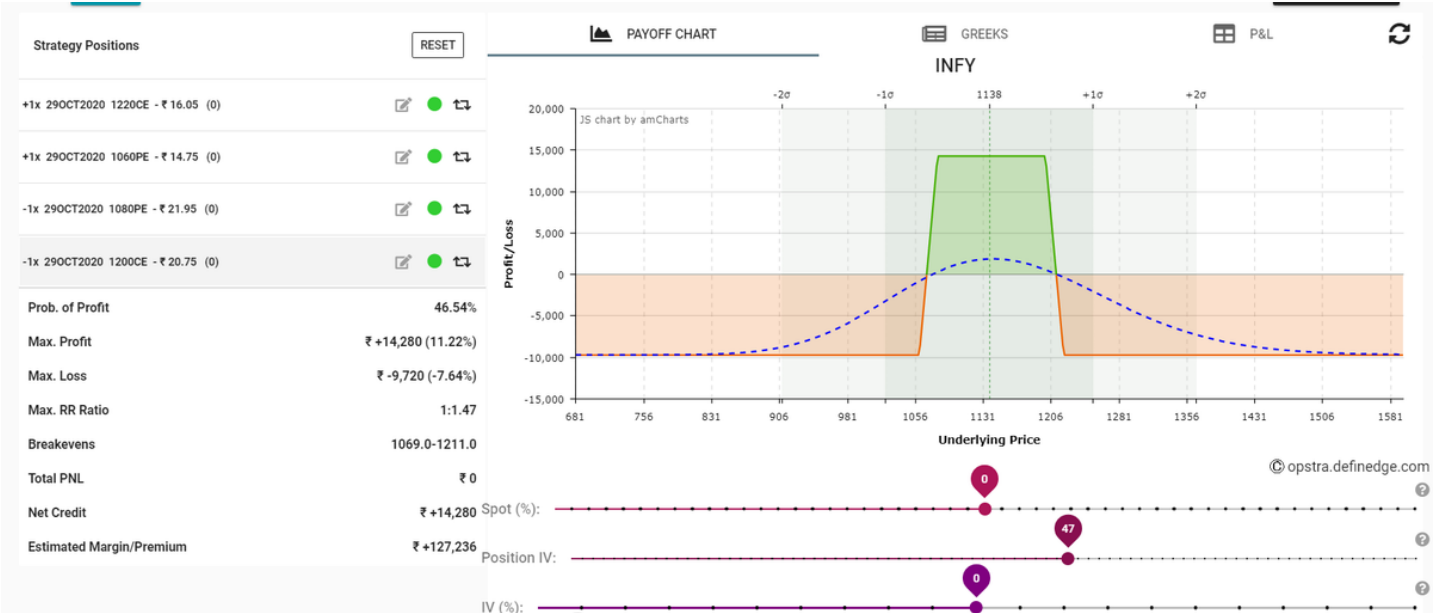 Strategy Positions
RESET
+1x 29OCT2020 1220CE - ₹ 16.05 (0)
+1x 29OCT2020 1060PE - ₹ 14.75 (0)
-1x 29OCT2020 1080PE - ₹ 21.95 (0)
-1x 29OCT2020 1200CE - ₹ 20.75 (0)
Prob. of Profit 46.54%
Max. Profit ₹ +14,280 (11.22%)
Max. Loss ₹ -9,720 (-7.64%)
Max. RR Ratio 1:1.47
Breakevens 1069.0-1211.0
Total PNL ₹ 0
Net Credit ₹ +14,280
Estimated Margin/Premium ₹ +127,236
PAYOFF CHART
GREEKS
P&L
INFY
-2σ -1σ 1138 +1σ +2σ
JS chart by amCharts
20,000
15,000
10,000
5,000
0
-5,000
-10,000
-15,000
Profit/Loss
681 756 831 906 981 1056 1131 1206 1281 1356 1431 1506 1581
Underlying Price
© opstra.definedge.com
?
0
Spot (%):
?
47
Position IV:
?
0
IV (%):